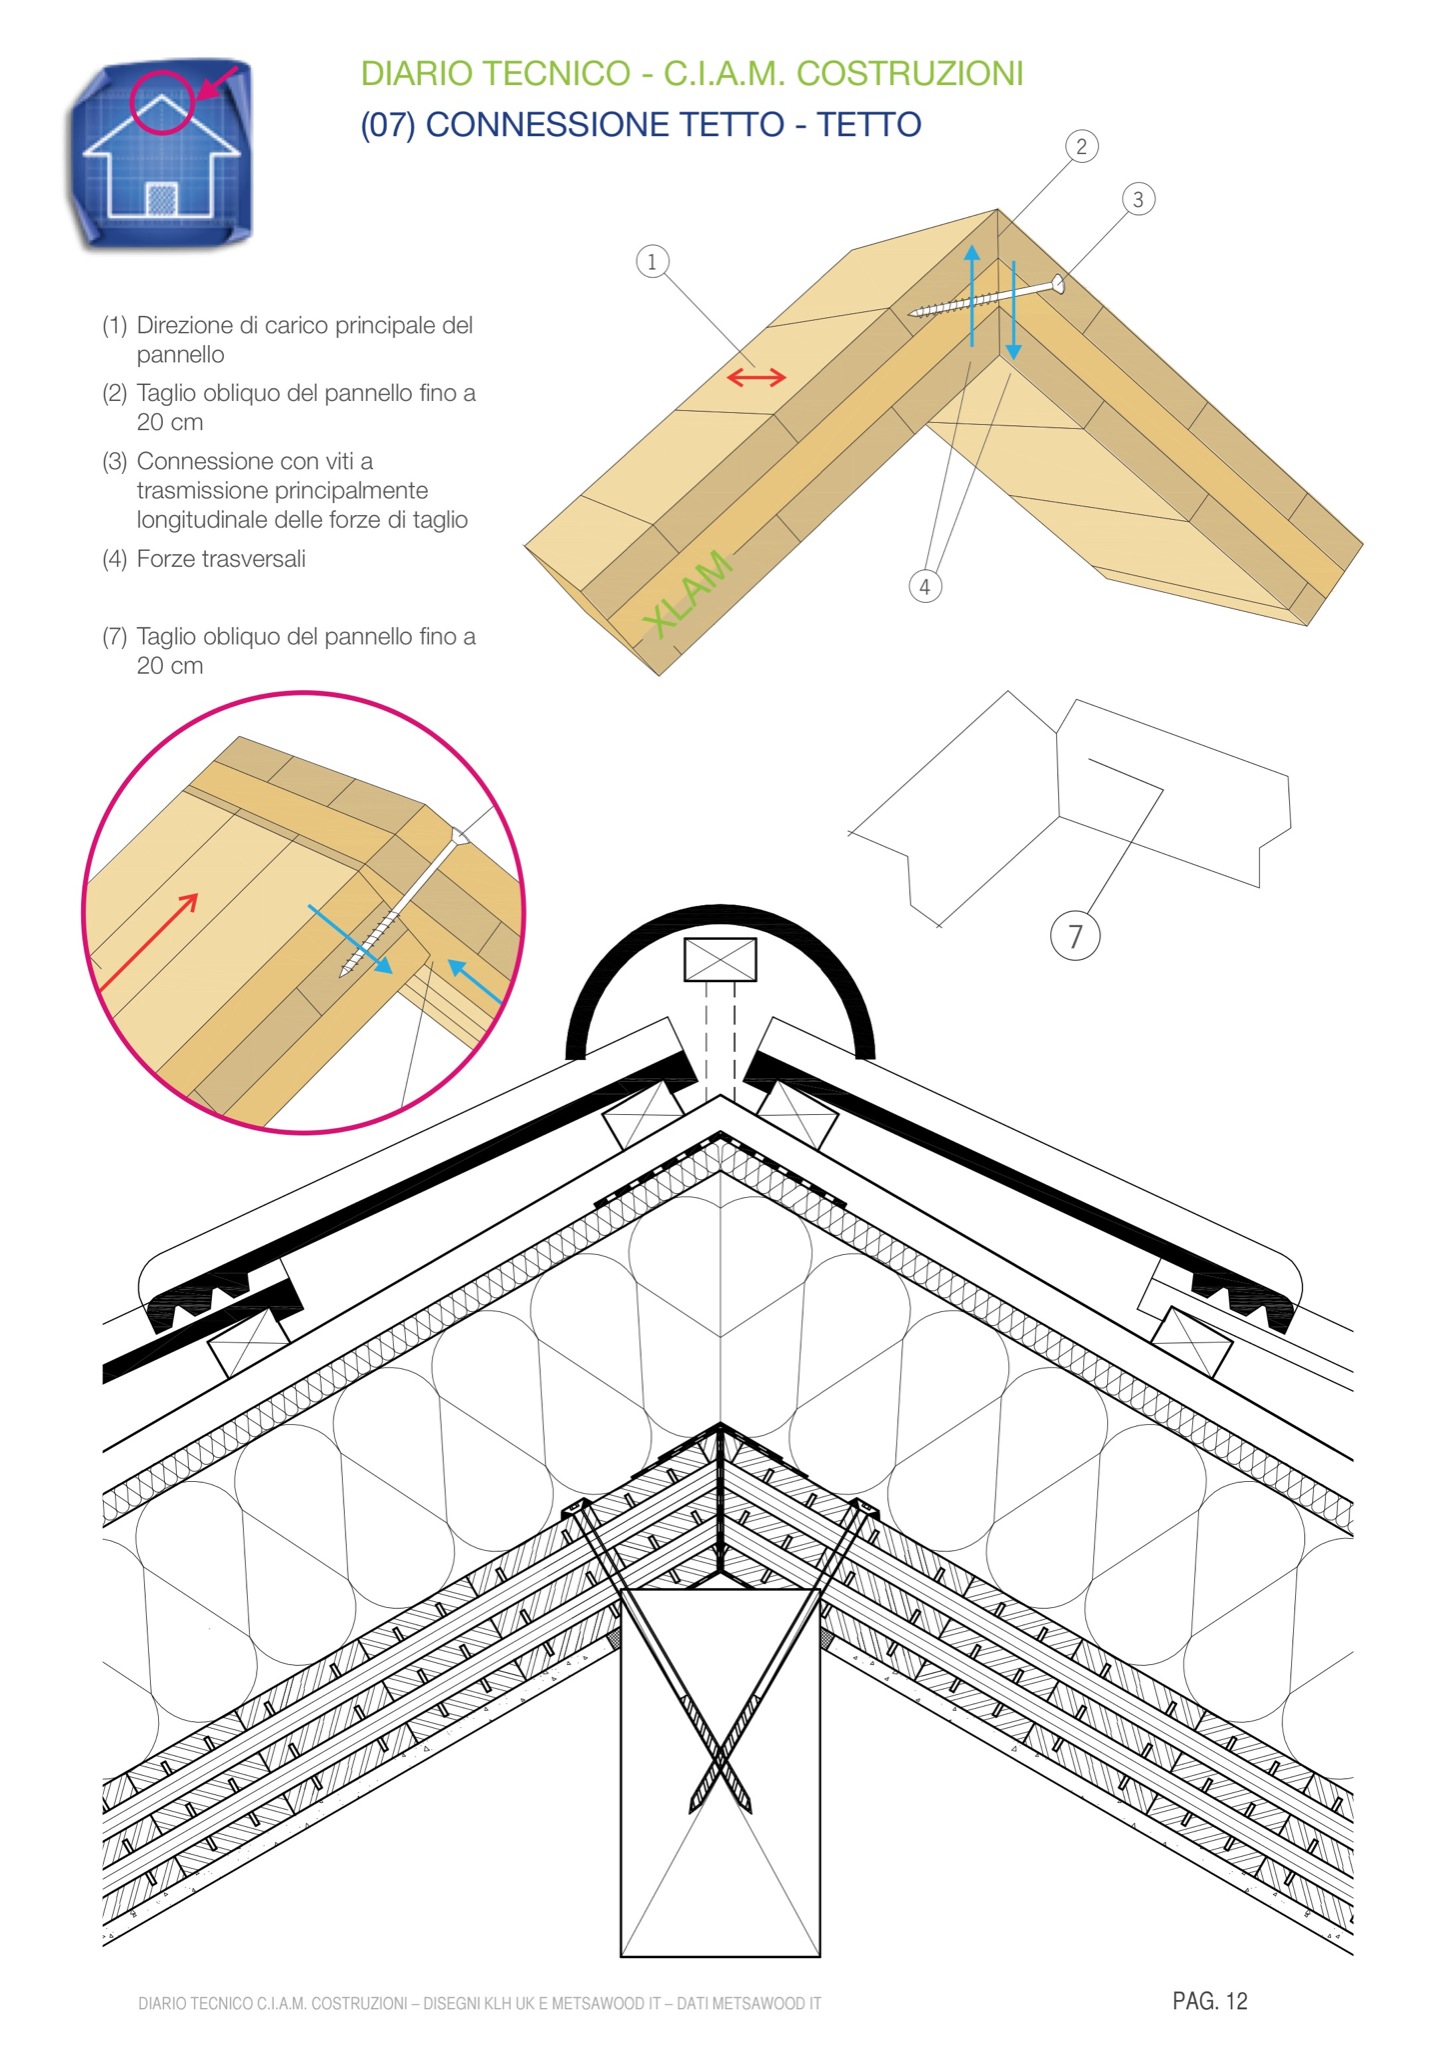 DIARIO TECNICO - C.I.A.M. COSTRUZIONI
(07) CONNESSIONE TETTO - TETTO
2
3
1
(1) Direzione di carico principale del
pannello
(2) Taglio obliquo del pannello fino a
20 cm
(3) Connessione con viti a
trasmissione principalmente
longitudinale delle forze di taglio
(4) Forze trasversali
XLAM
4
(7) Taglio obliquo del pannello fino a
20 cm
7
DIARIO TECNICO C.I.A.M. COSTRUZIONI – DISEGNI KLH UK E METSAWOOD IT – DATI METSAWOOD IT
PAG. 12